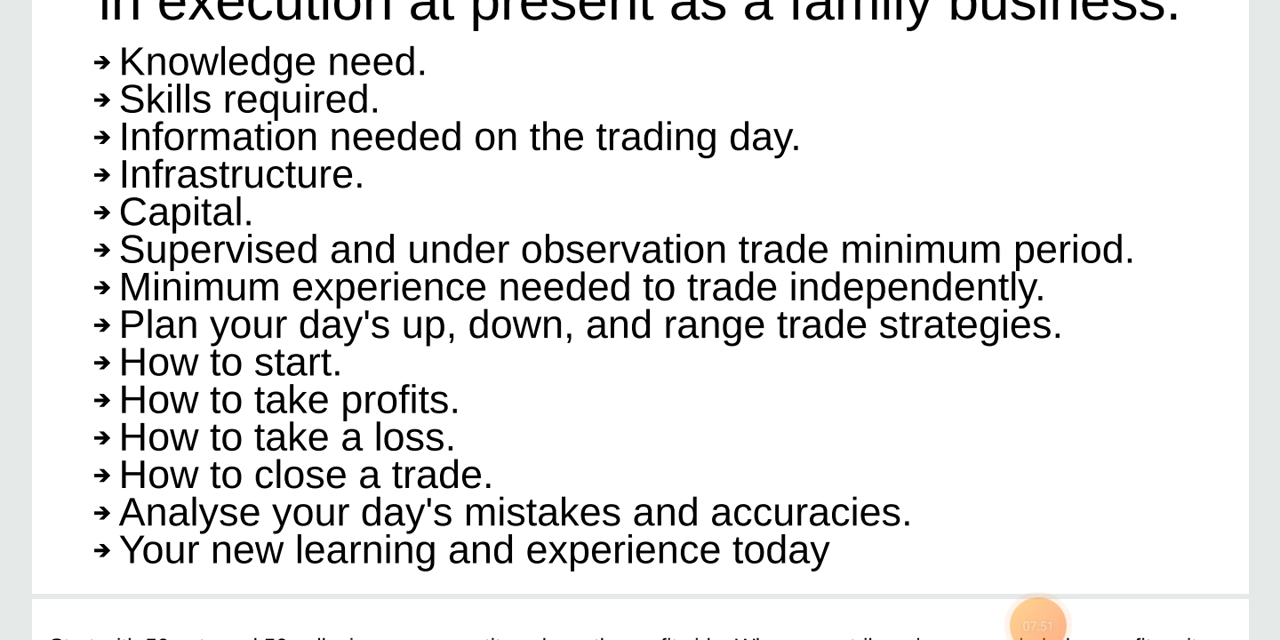 in execution at present as a family business.
➔ Knowledge need.
➔ Skills required.
➔ Information needed on the trading day.
➔ Infrastructure.
➔ Capital.
➔ Supervised and under observation trade minimum period.
➔ Minimum experience needed to trade independently.
➔ Plan your day's up, down, and range trade strategies.
➔ How to start.
➔ How to take profits.
➔ How to take a loss.
➔ How to close a trade.
➔ Analyse your day's mistakes and accuracies.
➔ Your new learning and experience today
07:51